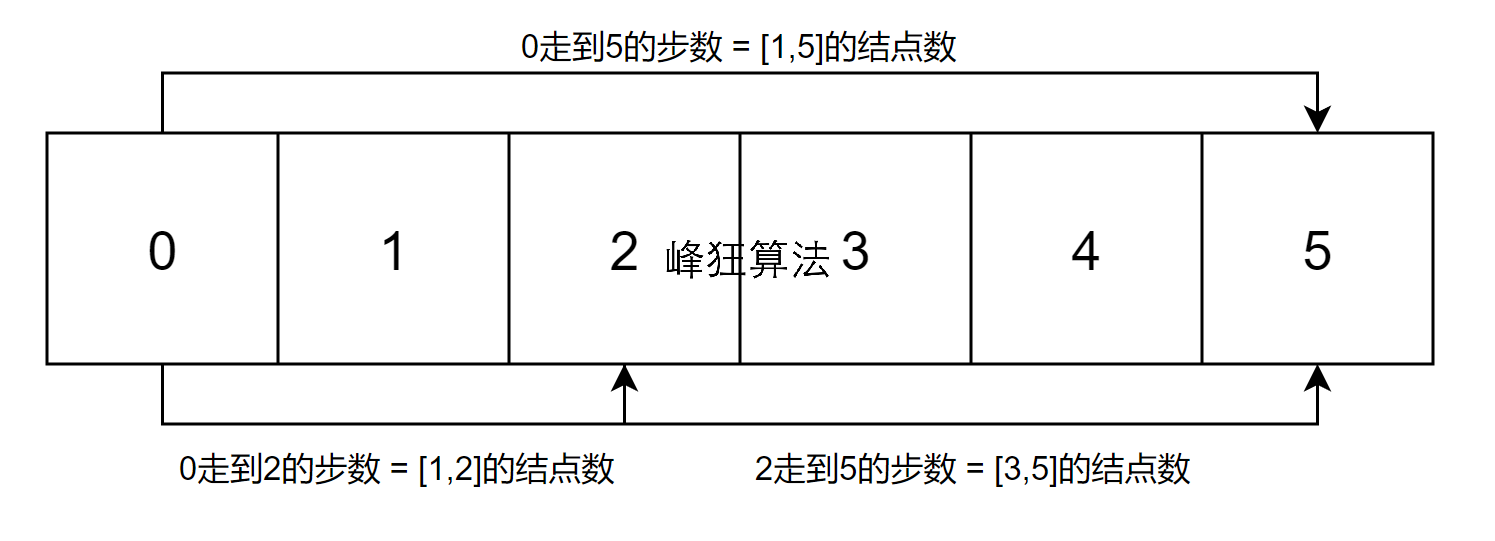 0走到5的步数 = [1,5]的结点数
0 1 2 峰狂算法 3 4 5
0走到2的步数 = [1,2]的结点数
2走到5的步数 = [3,5]的结点数